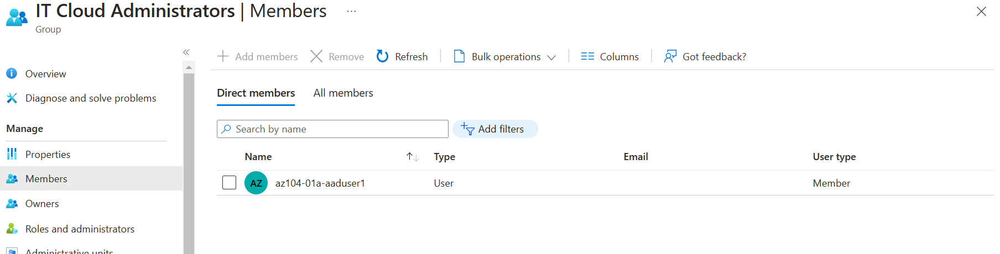 IT Cloud Administrators | Members ...
Group
«
Add members Remove Refresh Bulk operations Columns Got feedback?
Overview
Diagnose and solve problems
Manage
Properties
Members
Owners
Roles and administrators
Administrative units
Direct members All members
Search by name Add filters
Name Type Email User type
AZ az104-01a-aaduser1 User Member